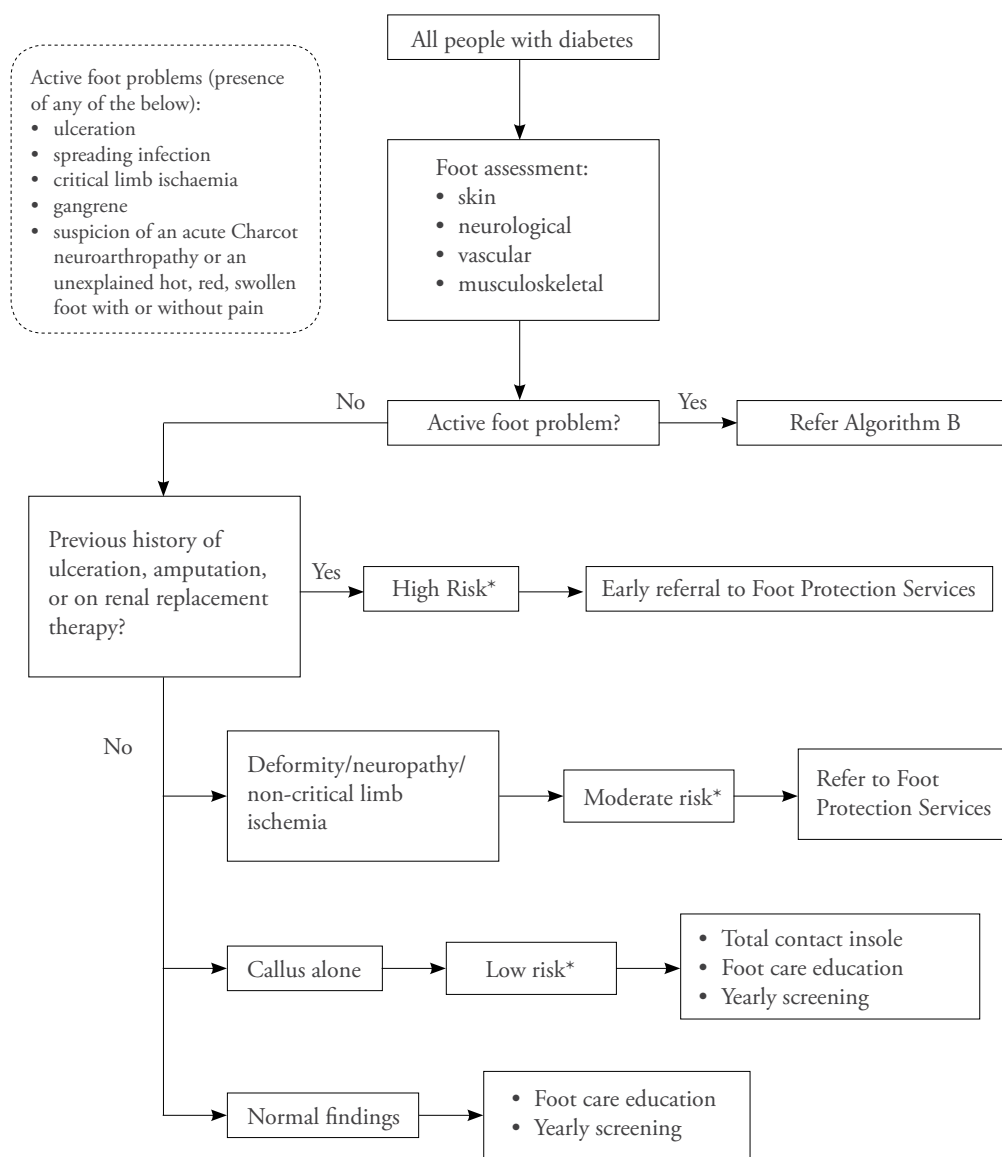 All people with diabetes
Active foot problems (presence
of any of the below):
• ulceration
• spreading infection
• critical limb ischaemia
• gangrene
• suspicion of an acute Charcot
neuroarthropathy or an
unexplained hot, red, swollen
foot with or without pain
Foot assessment:
• skin
• neurological
• vascular
• musculoskeletal
No
Active foot problem?
Yes
Refer Algorithm B
Previous history of
ulceration, amputation,
or on renal replacement
therapy?
Yes
High Risk*
Early referral to Foot Protection Services
No
Deformity/neuropathy/
non-critical limb
ischemia
Moderate risk*
Refer to Foot
Protection Services
Callus alone
Low risk*
• Total contact insole
• Foot care education
• Yearly screening
Normal findings
• Foot care education
• Yearly screening